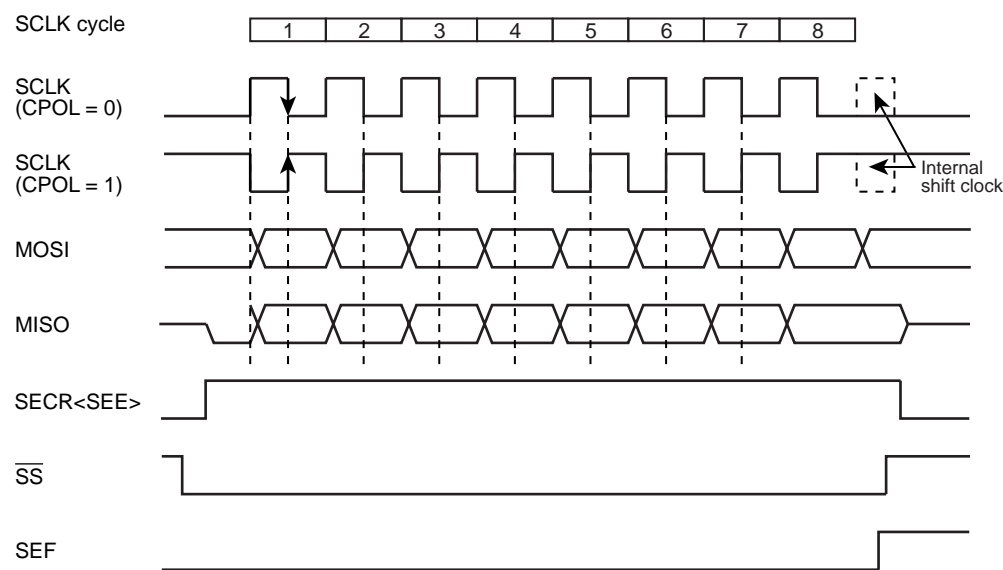 SCLK cycle
1 2 3 4 5 6 7 8
SCLK
(CPOL = 0)
SCLK
(CPOL = 1)
Internal
shift clock
MOSI
MISO
SECR<SEE>
SS
SEF